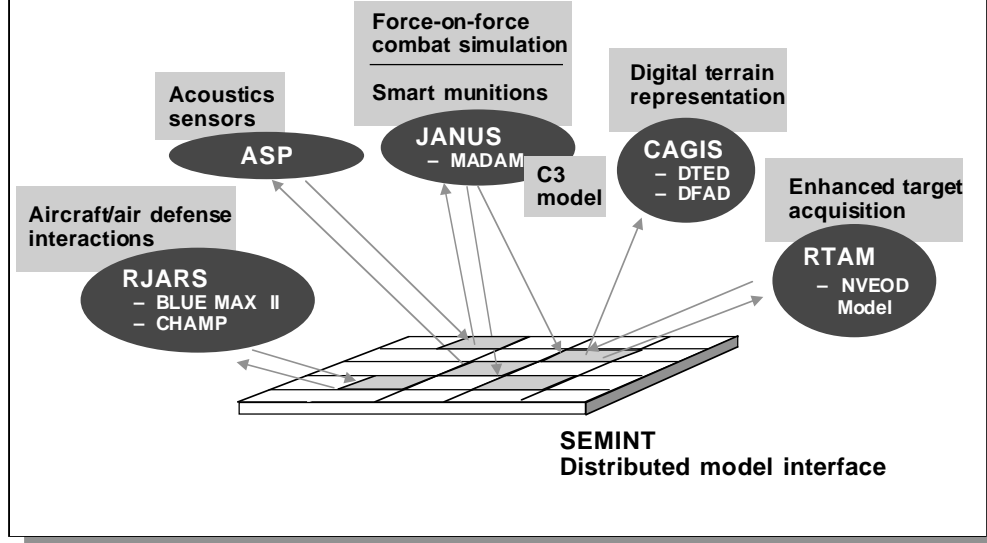 Force-on-force
combat simulation
Smart munitions
JANUS
– MADAM
C3
model
Digital terrain
representation
CAGIS
– DTED
– DFAD
Acoustics
sensors
ASP
Enhanced target
acquisition
RTAM
– NVEOD
Model
Aircraft/air defense
interactions
RJARS
– BLUE MAX II
– CHAMP
SEMINT
Distributed model interface